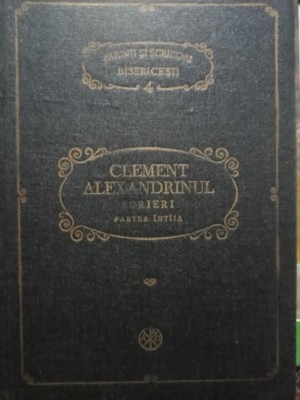 PĂRINȚI ȘI SCRIITORI
BISERICEȘTI
4
CLEMENT
ALEXANDRINUL
SCRIERI
PARTEA ÎNTÎIA